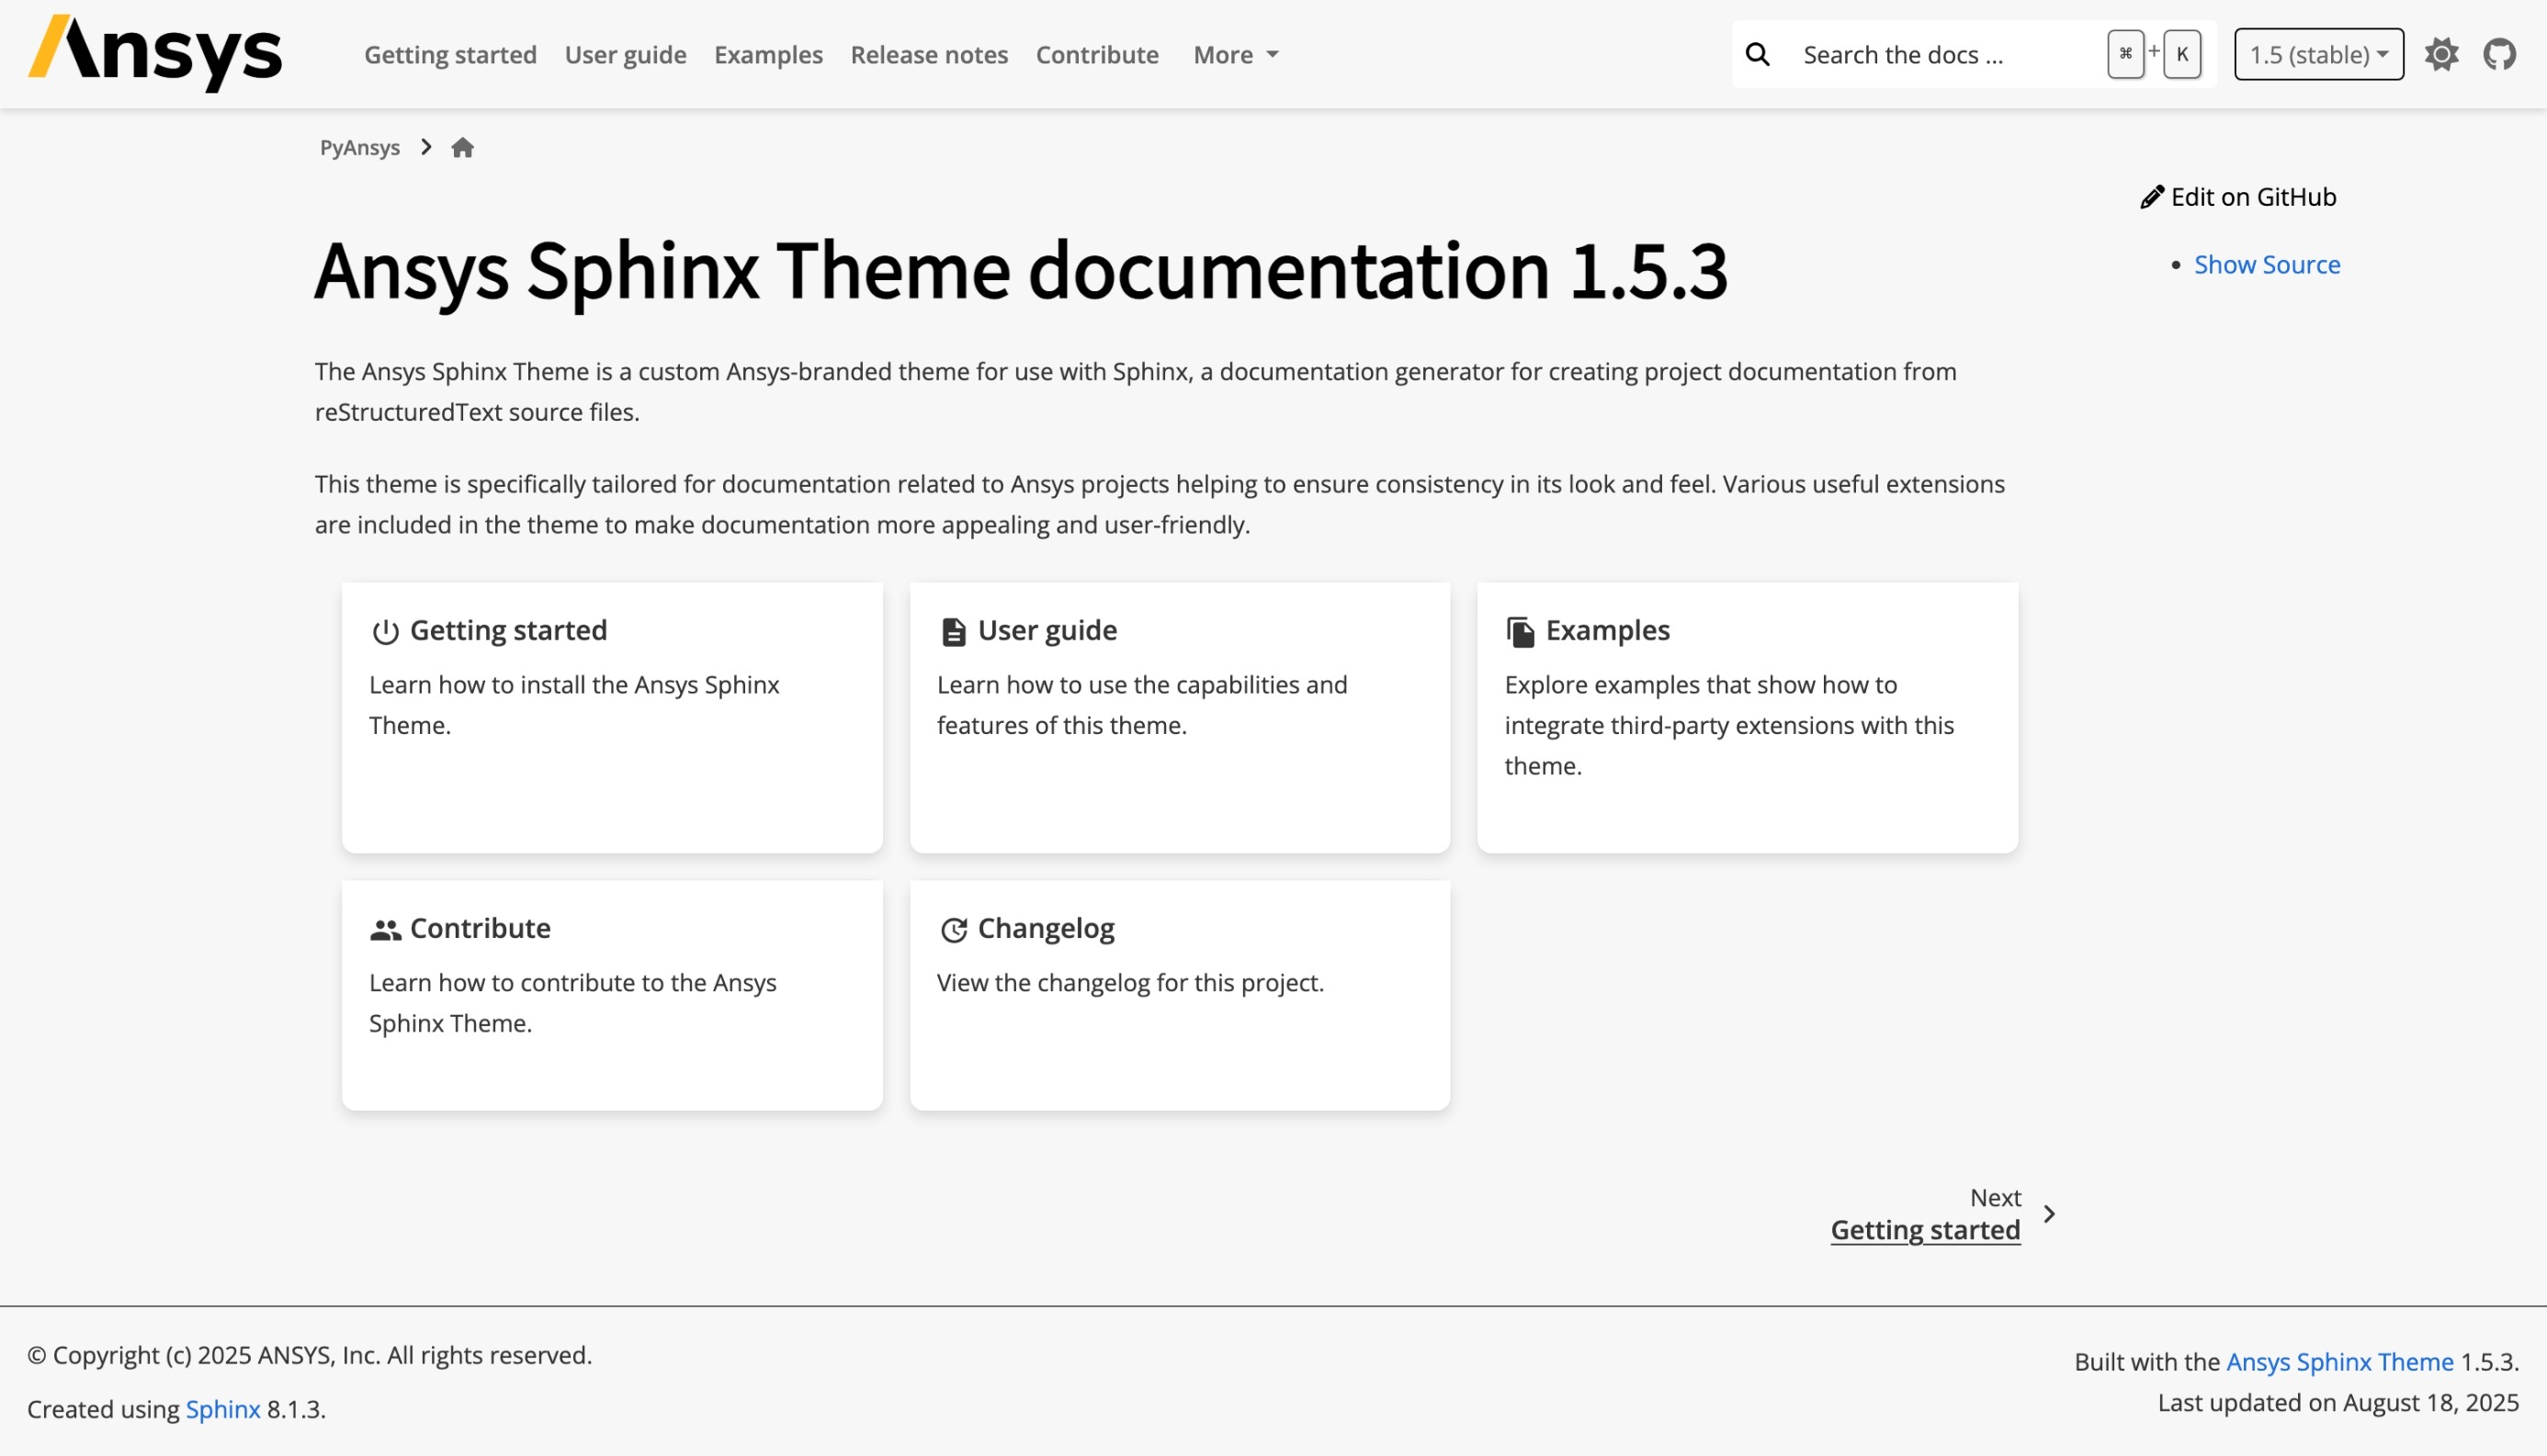 Ansys
Getting started User guide Examples Release notes Contribute More
Search the docs ... ⌘ + K
1.5 (stable)
PyAnsys
Edit on GitHub
Show Source
Ansys Sphinx Theme documentation 1.5.3
The Ansys Sphinx Theme is a custom Ansys-branded theme for use with Sphinx, a documentation generator for creating project documentation from
reStructuredText source files.
This theme is specifically tailored for documentation related to Ansys projects helping to ensure consistency in its look and feel. Various useful extensions
are included in the theme to make documentation more appealing and user-friendly.
Getting started
Learn how to install the Ansys Sphinx
Theme.
User guide
Learn how to use the capabilities and
features of this theme.
Examples
Explore examples that show how to
integrate third-party extensions with this
theme.
Contribute
Learn how to contribute to the Ansys
Sphinx Theme.
Changelog
View the changelog for this project.
Next
Getting started
© Copyright (c) 2025 ANSYS, Inc. All rights reserved.
Created using Sphinx 8.1.3.
Built with the Ansys Sphinx Theme 1.5.3.
Last updated on August 18, 2025